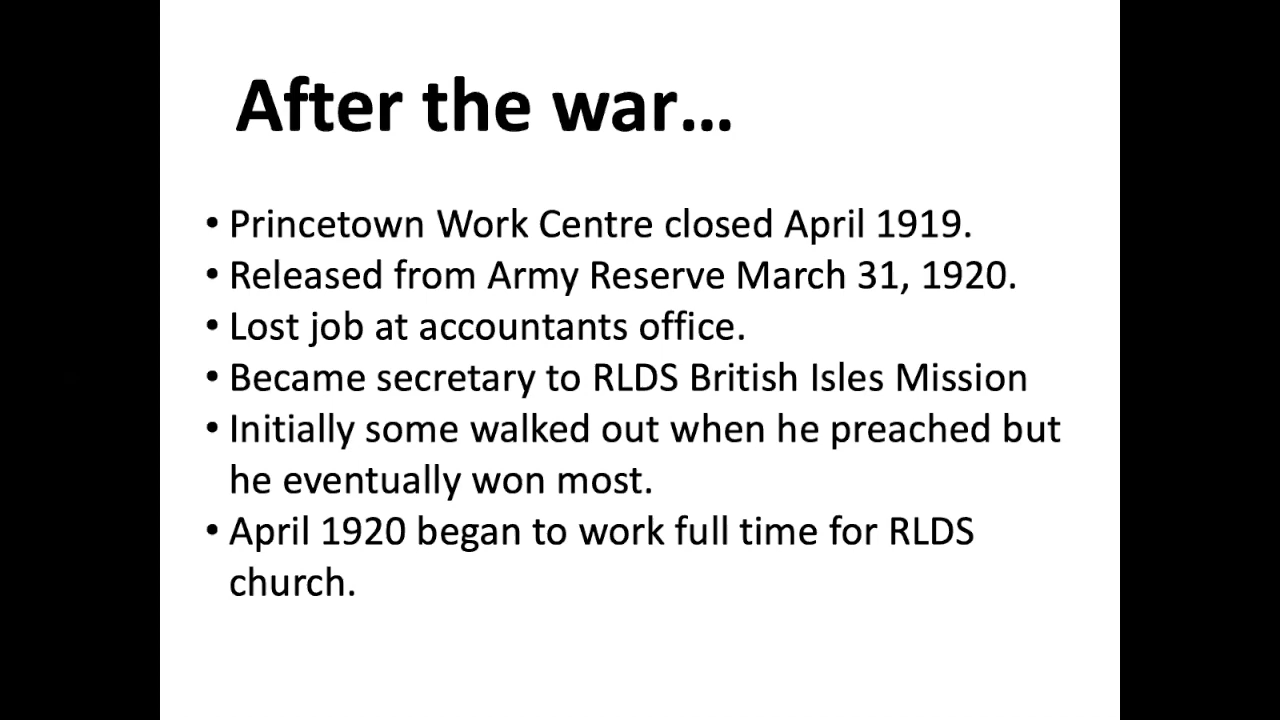 After the war...
• Princetown Work Centre closed April 1919.
• Released from Army Reserve March 31, 1920.
• Lost job at accountants office.
• Became secretary to RLDS British Isles Mission
• Initially some walked out when he preached but
he eventually won most.
• April 1920 began to work full time for RLDS
church.